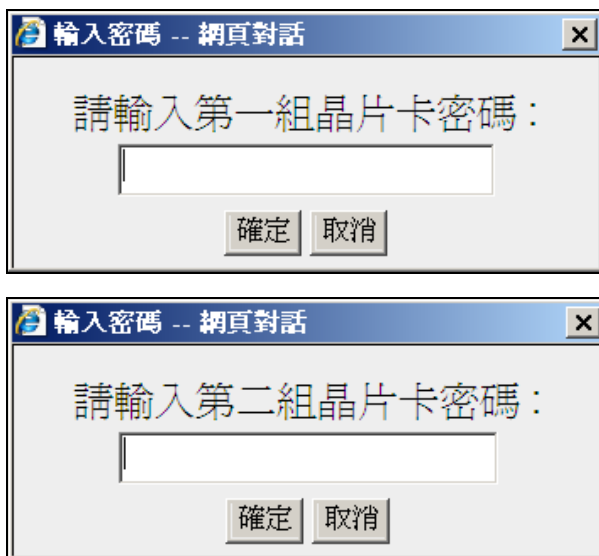 輸入密碼 -- 網頁對話
請輸入第一組晶片卡密碼：
確定 取消
輸入密碼 -- 網頁對話
請輸入第二組晶片卡密碼：
確定 取消